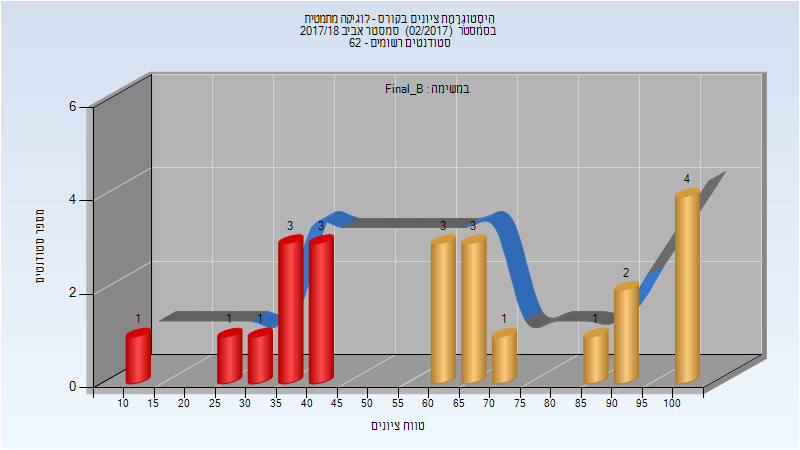 היסטוגרמת ציונים בקורס - לוגיקה מתמטית
בסמסטר (02/2017) סמסטר אביב 2017/18
סטודנטים רשומים - 62
במשימה : Final_B
מספר סטודנטים
6
4
2
0
1
1
1
3
3
3
3
1
1
2
4
10 15 20 25 30 35 40 45 50 55 60 65 70 75 80 85 90 95 100
טווח ציונים